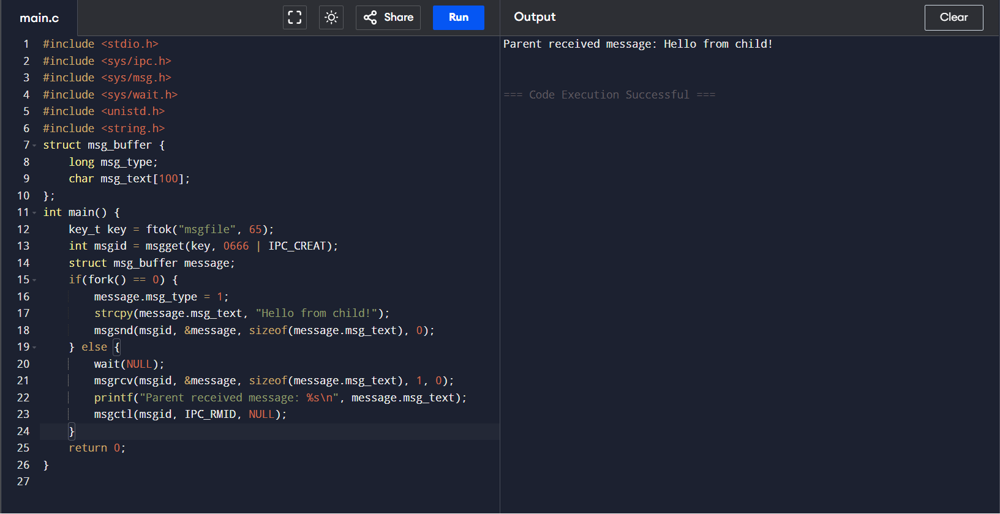 main.c
Share
Run
Output
Clear
1 #include <stdio.h>
2 #include <sys/ipc.h>
3 #include <sys/msg.h>
4 #include <sys/wait.h>
5 #include <unistd.h>
6 #include <string.h>
7 struct msg_buffer {
8     long msg_type;
9     char msg_text[100];
10 };
11 int main() {
12     key_t key = ftok("msgfile", 65);
13     int msgid = msgget(key, 0666 | IPC_CREAT);
14     struct msg_buffer message;
15     if(fork() == 0) {
16         message.msg_type = 1;
17         strcpy(message.msg_text, "Hello from child!");
18         msgsnd(msgid, &message, sizeof(message.msg_text), 0);
19     } else {
20         wait(NULL);
21         msgrcv(msgid, &message, sizeof(message.msg_text), 1, 0);
22         printf("Parent received message: %s\n", message.msg_text);
23         msgctl(msgid, IPC_RMID, NULL);
24     }
25     return 0;
26 }
27
Parent received message: Hello from child!
=== Code Execution Successful ===